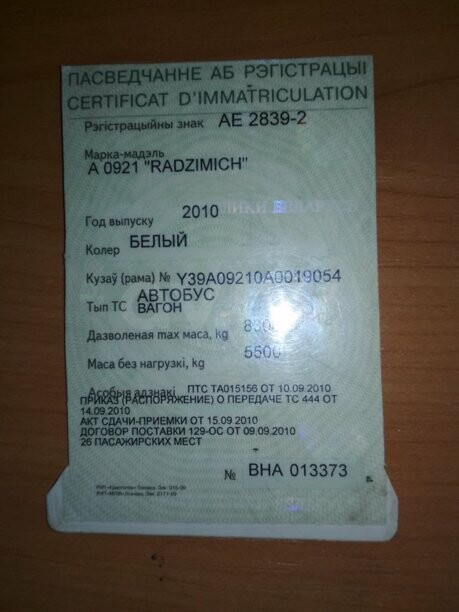 ПАСВЕДЧАННЕ АБ РЭГІСТРАЦЫІ
CERTIFICAT D'IMMATRICULATION
Рэгістрацыйны знак АЕ 2839-2
Марка-мадэль
А 0921 "RADZIMICH"
Год выпуску 2010
Колер БЕЛЫЙ
Кузаў (рама) № Y39A09210A0019054
АВТОБУС
Тып ТС ВАГОН
Дазволеная max маса, kg
Маса без нагрузкі, kg 5500
Асобыя адзнакі ПТС ТА015156 ОТ 10.09.2010
ПРИКАЗ (РАСПОРЯЖЕНИЕ) О ПЕРЕДАЧЕ ТС 444 ОТ
14.09.2010
АКТ СДАЧИ-ПРИЕМКИ ОТ 15.09.2010
ДОГОВОР ПОСТАВКИ 129-ОС ОТ 09.09.2010
26 ПАСАЖИРСКИХ МЕСТ
№ ВНА 013373